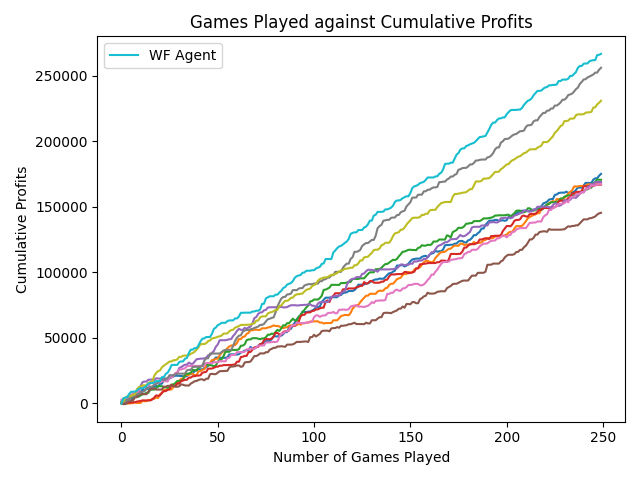 Games Played against Cumulative Profits
WF Agent
250000
200000
150000
100000
50000
0
Cumulative Profits
0 50 100 150 200 250
Number of Games Played